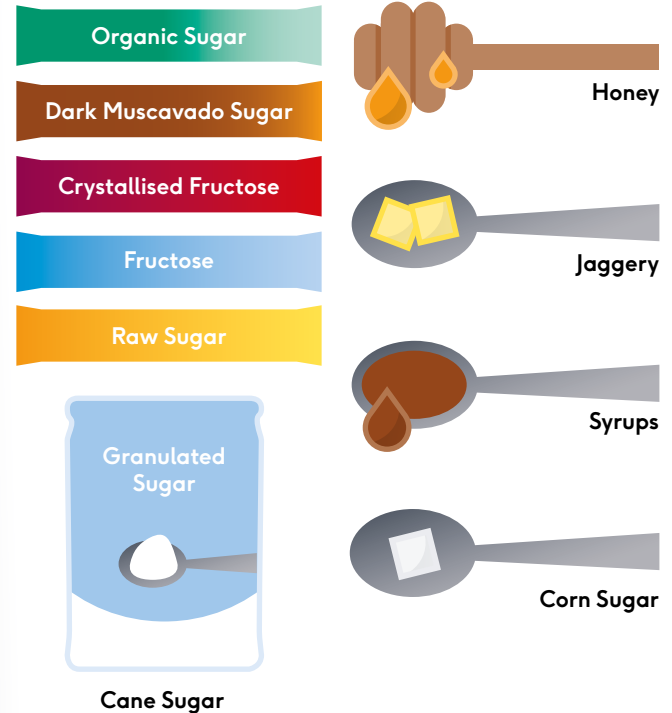 Organic Sugar
Dark Muscavado Sugar
Crystallised Fructose
Fructose
Raw Sugar
Granulated
Sugar
Cane Sugar
Honey
Jaggery
Syrups
Corn Sugar